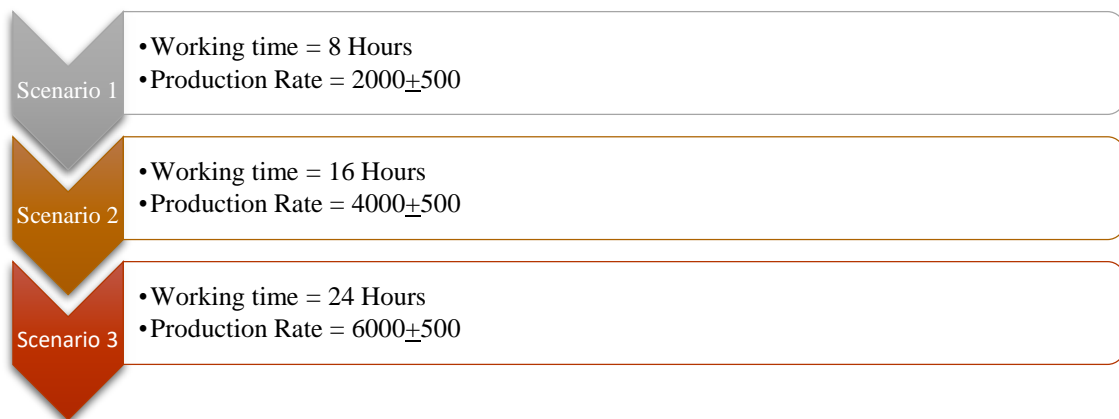 Scenario 1
•Working time = 8 Hours
•Production Rate = 2000±500
Scenario 2
•Working time = 16 Hours
•Production Rate = 4000±500
Scenario 3
•Working time = 24 Hours
•Production Rate = 6000±500